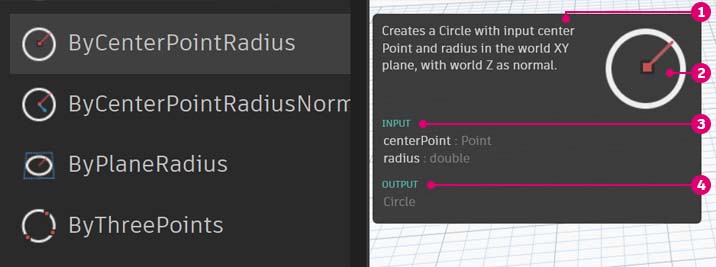 ByCenterPointRadius
ByCenterPointRadiusNorm
ByPlaneRadius
ByThreePoints
1
Creates a Circle with input center
Point and radius in the world XY
plane, with world Z as normal.
2
INPUT
3
centerPoint : Point
radius : double
OUTPUT
4
Circle